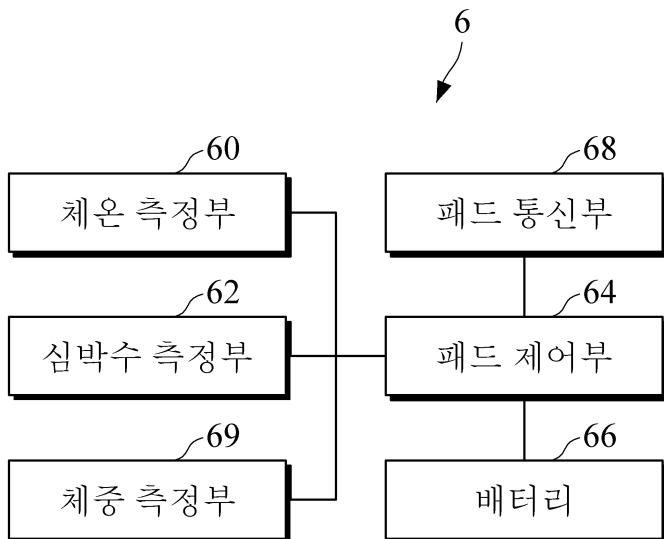 6
60
체온 측정부
68
패드 통신부
62
심박수 측정부
64
패드 제어부
69
체중 측정부
66
배터리